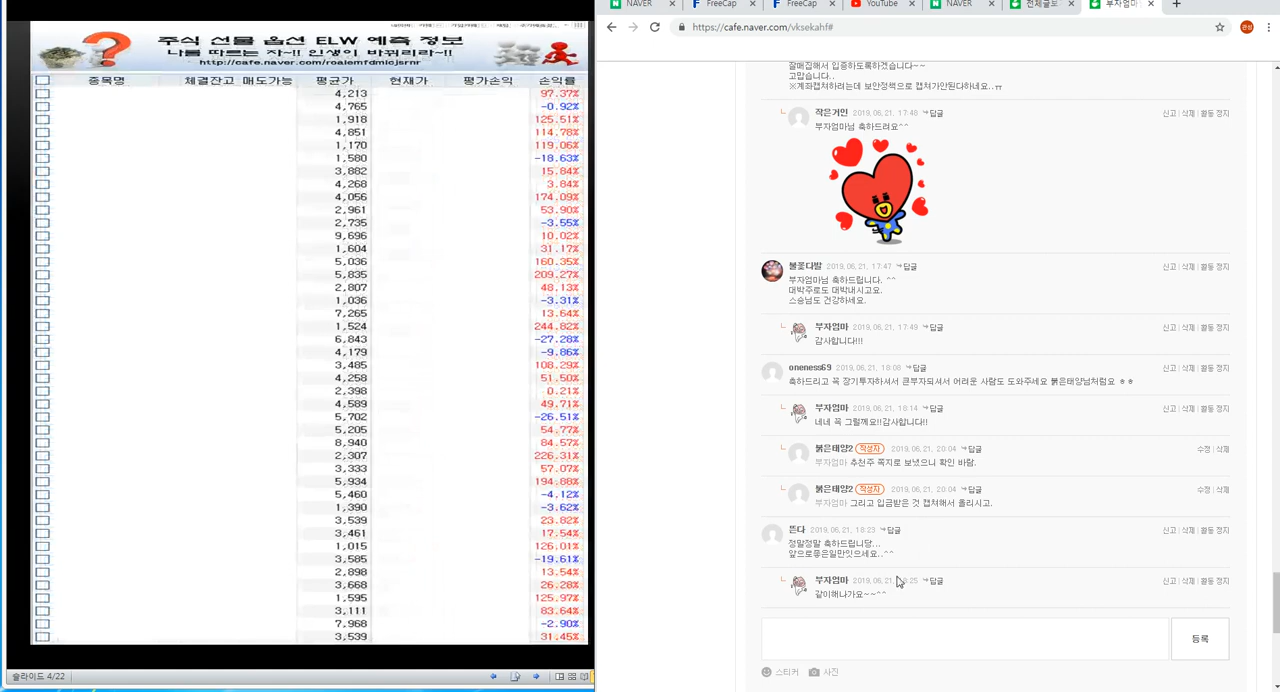 주식 선물 옵션 ELW 예측 정보
나를 따르는 자~!! 인생이 바뀌리라~!!
종목명 체결잔고 매도가능 평균가 현재가 평가손익 손익률
4,213 97.37%
4,765 -0.92%
1,918 125.51%
4,851 114.78%
1,170 119.06%
1,580 -18.63%
3,882 15.84%
4,268 3.84%
4,056 174.09%
2,961 53.90%
2,735 -3.55%
9,696 10.02%
1,604 31.17%
5,036 160.35%
5,835 209.27%
2,807 48.13%
1,036 -3.31%
7,265 13.64%
1,524 244.82%
6,843 -27.28%
4,179 -9.86%
3,485 108.29%
4,258 51.50%
2,398 0.21%
4,589 49.71%
5,702 -26.51%
5,205 54.77%
8,940 84.57%
2,307 226.31%
3,333 57.07%
5,934 194.88%
5,460 -4.12%
1,390 -3.62%
3,539 23.82%
3,461 17.54%
1,015 126.01%
3,585 -19.61%
2,898 13.54%
3,668 26.28%
1,595 125.97%
3,111 83.64%
7,968 -2.90%
3,539 31.45%
슬라이드 4/22
NAVER FreeCap FreeCap YouTube NAVER 전체글보 부자엄마
https://cafe.naver.com/vksekahf#
잘매집해서 입증하도록하겠습니다~~
고맙습니다..
※계좌캡쳐하려는데 보안정책으로 캡쳐가안된다하네요..ㅠ
작은거인 2019.06.21. 17:48 답글 신고 | 삭제 | 활동 정지
부자엄마님 축하드려요^^
불꽃다발 2019.06.21. 17:47 답글 신고 | 삭제 | 활동 정지
부자엄마님 축하드립니다. ^^
대박주로도 대박내시고요.
스승님도 건강하세요.
부자엄마 2019.06.21. 17:49 답글 신고 | 삭제 | 활동 정지
감사합니다!!!
oneness69 2019.06.21. 18:08 답글 신고 | 삭제 | 활동 정지
축하드리고 꼭 장기투자하셔서 큰부자되셔서 어려운 사람도 도와주네요 붉은태양님처럼요 ㅎㅎ
부자엄마 2019.06.21. 18:14 답글 신고 | 삭제 | 활동 정지
네네 꼭 그럴께요!!감사합니다!!
붉은태양2 작성자 2019.06.21. 20:04 답글 수정 | 삭제
부자엄마 추천주 쪽지로 보냈으니 확인 바람.
붉은태양2 작성자 2019.06.21. 20:04 답글 수정 | 삭제
부자엄마 그리고 입금받은 것 캡쳐해서 올리시고.
뜬다 2019.06.21. 18:23 답글 신고 | 삭제 | 활동 정지
정말정말 축하드립니당...
앞으로좋은일만있으세요..^^
부자엄마 2019.06.21. :25 답글 신고 | 삭제 | 활동 정지
같이해나가요~~^^
등록
스티커 사진